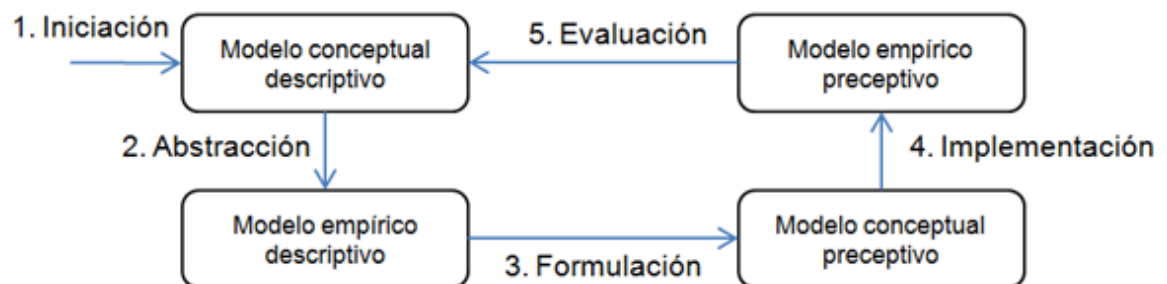 1. Iniciación
Modelo conceptual
descriptivo
5. Evaluación
Modelo empírico
preceptivo
2. Abstracción
4. Implementación
Modelo empírico
descriptivo
3. Formulación
Modelo conceptual
preceptivo